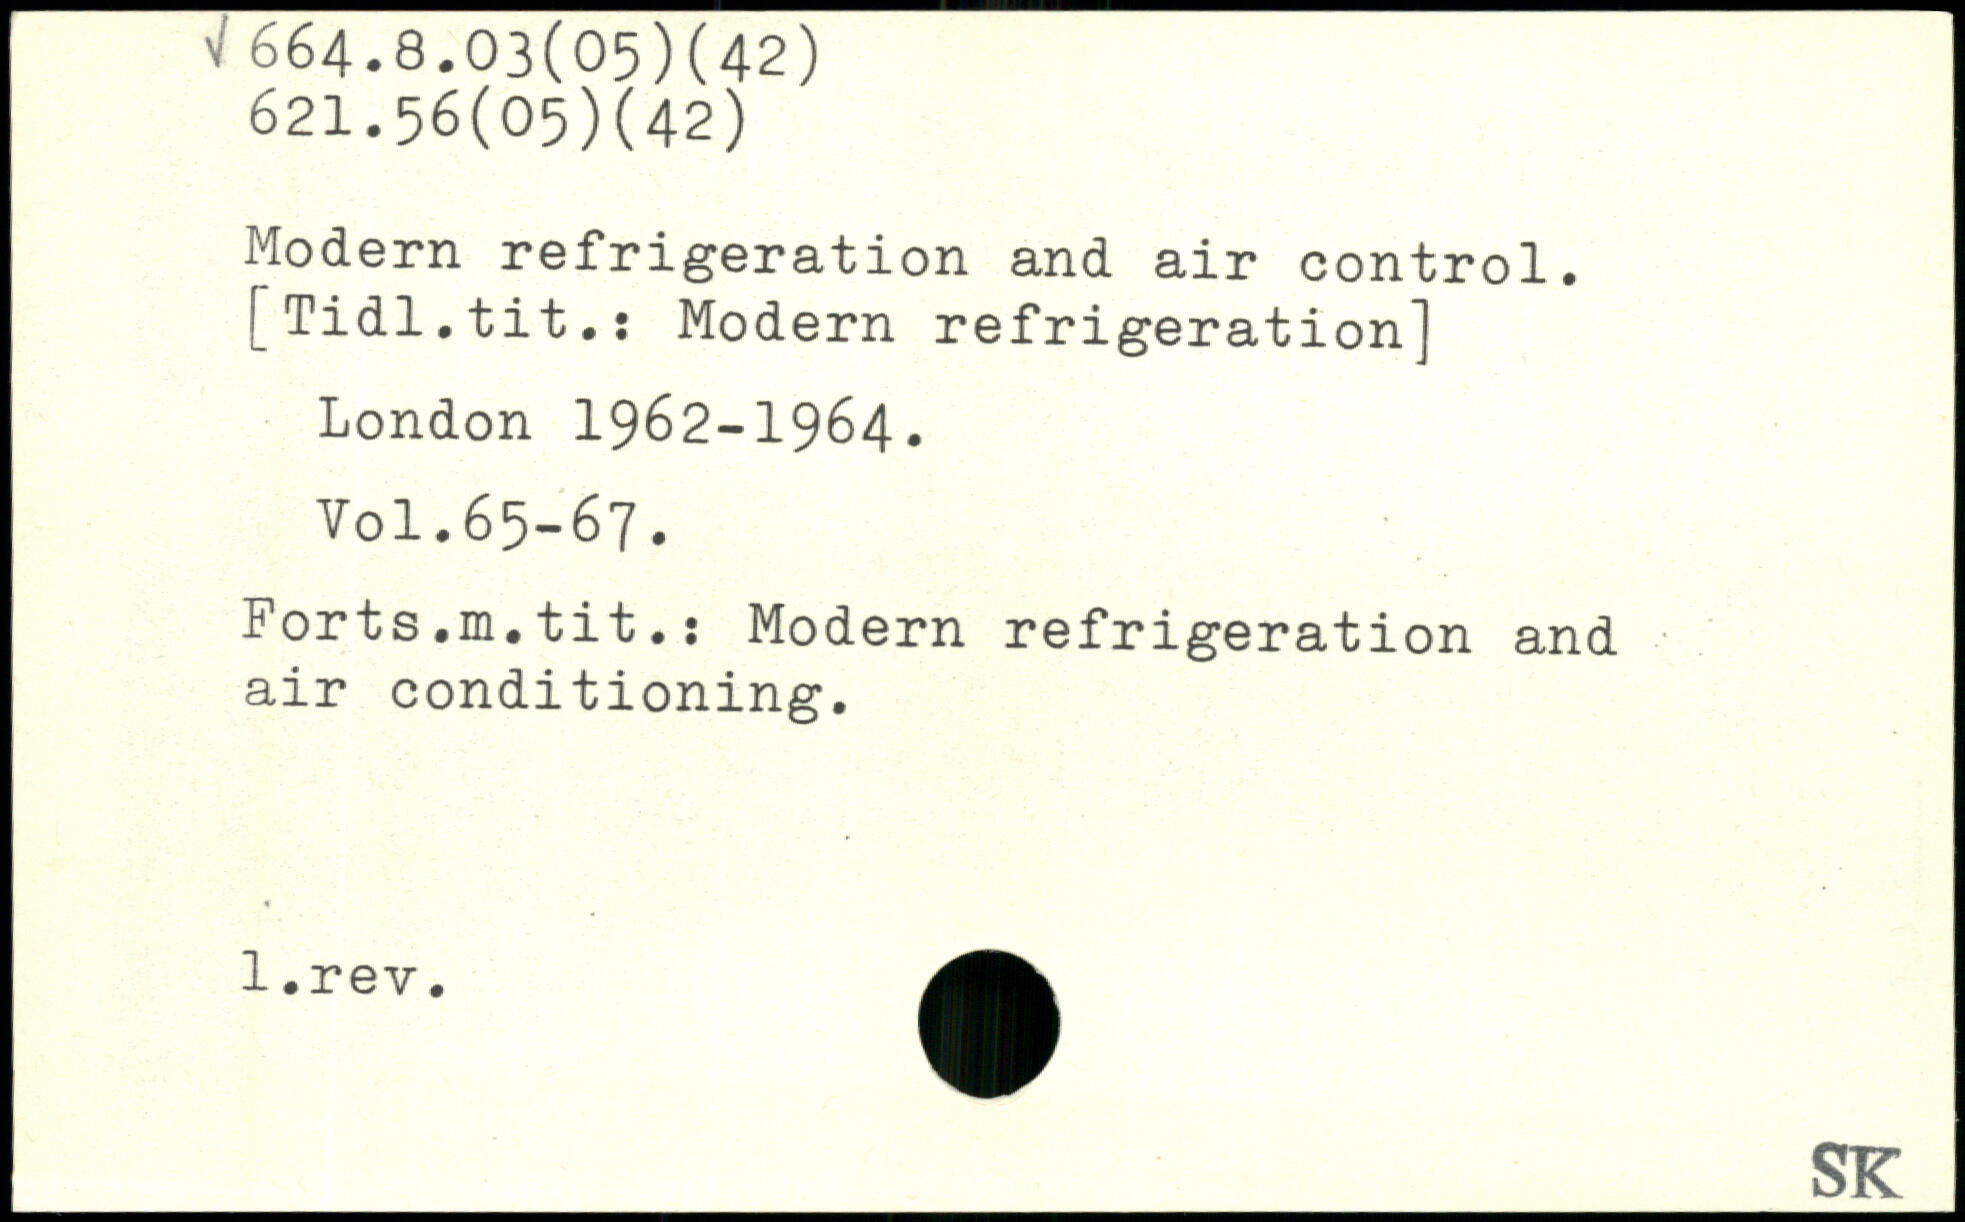 √ 664.8.03(05)(42)
621.56(05)(42)
Modern refrigeration and air control.
[Tidl.tit.: Modern refrigeration]
London 1962-1964.
Vol.65-67.
Forts.m.tit.: Modern refrigeration and
air conditioning.
1.rev.
SK